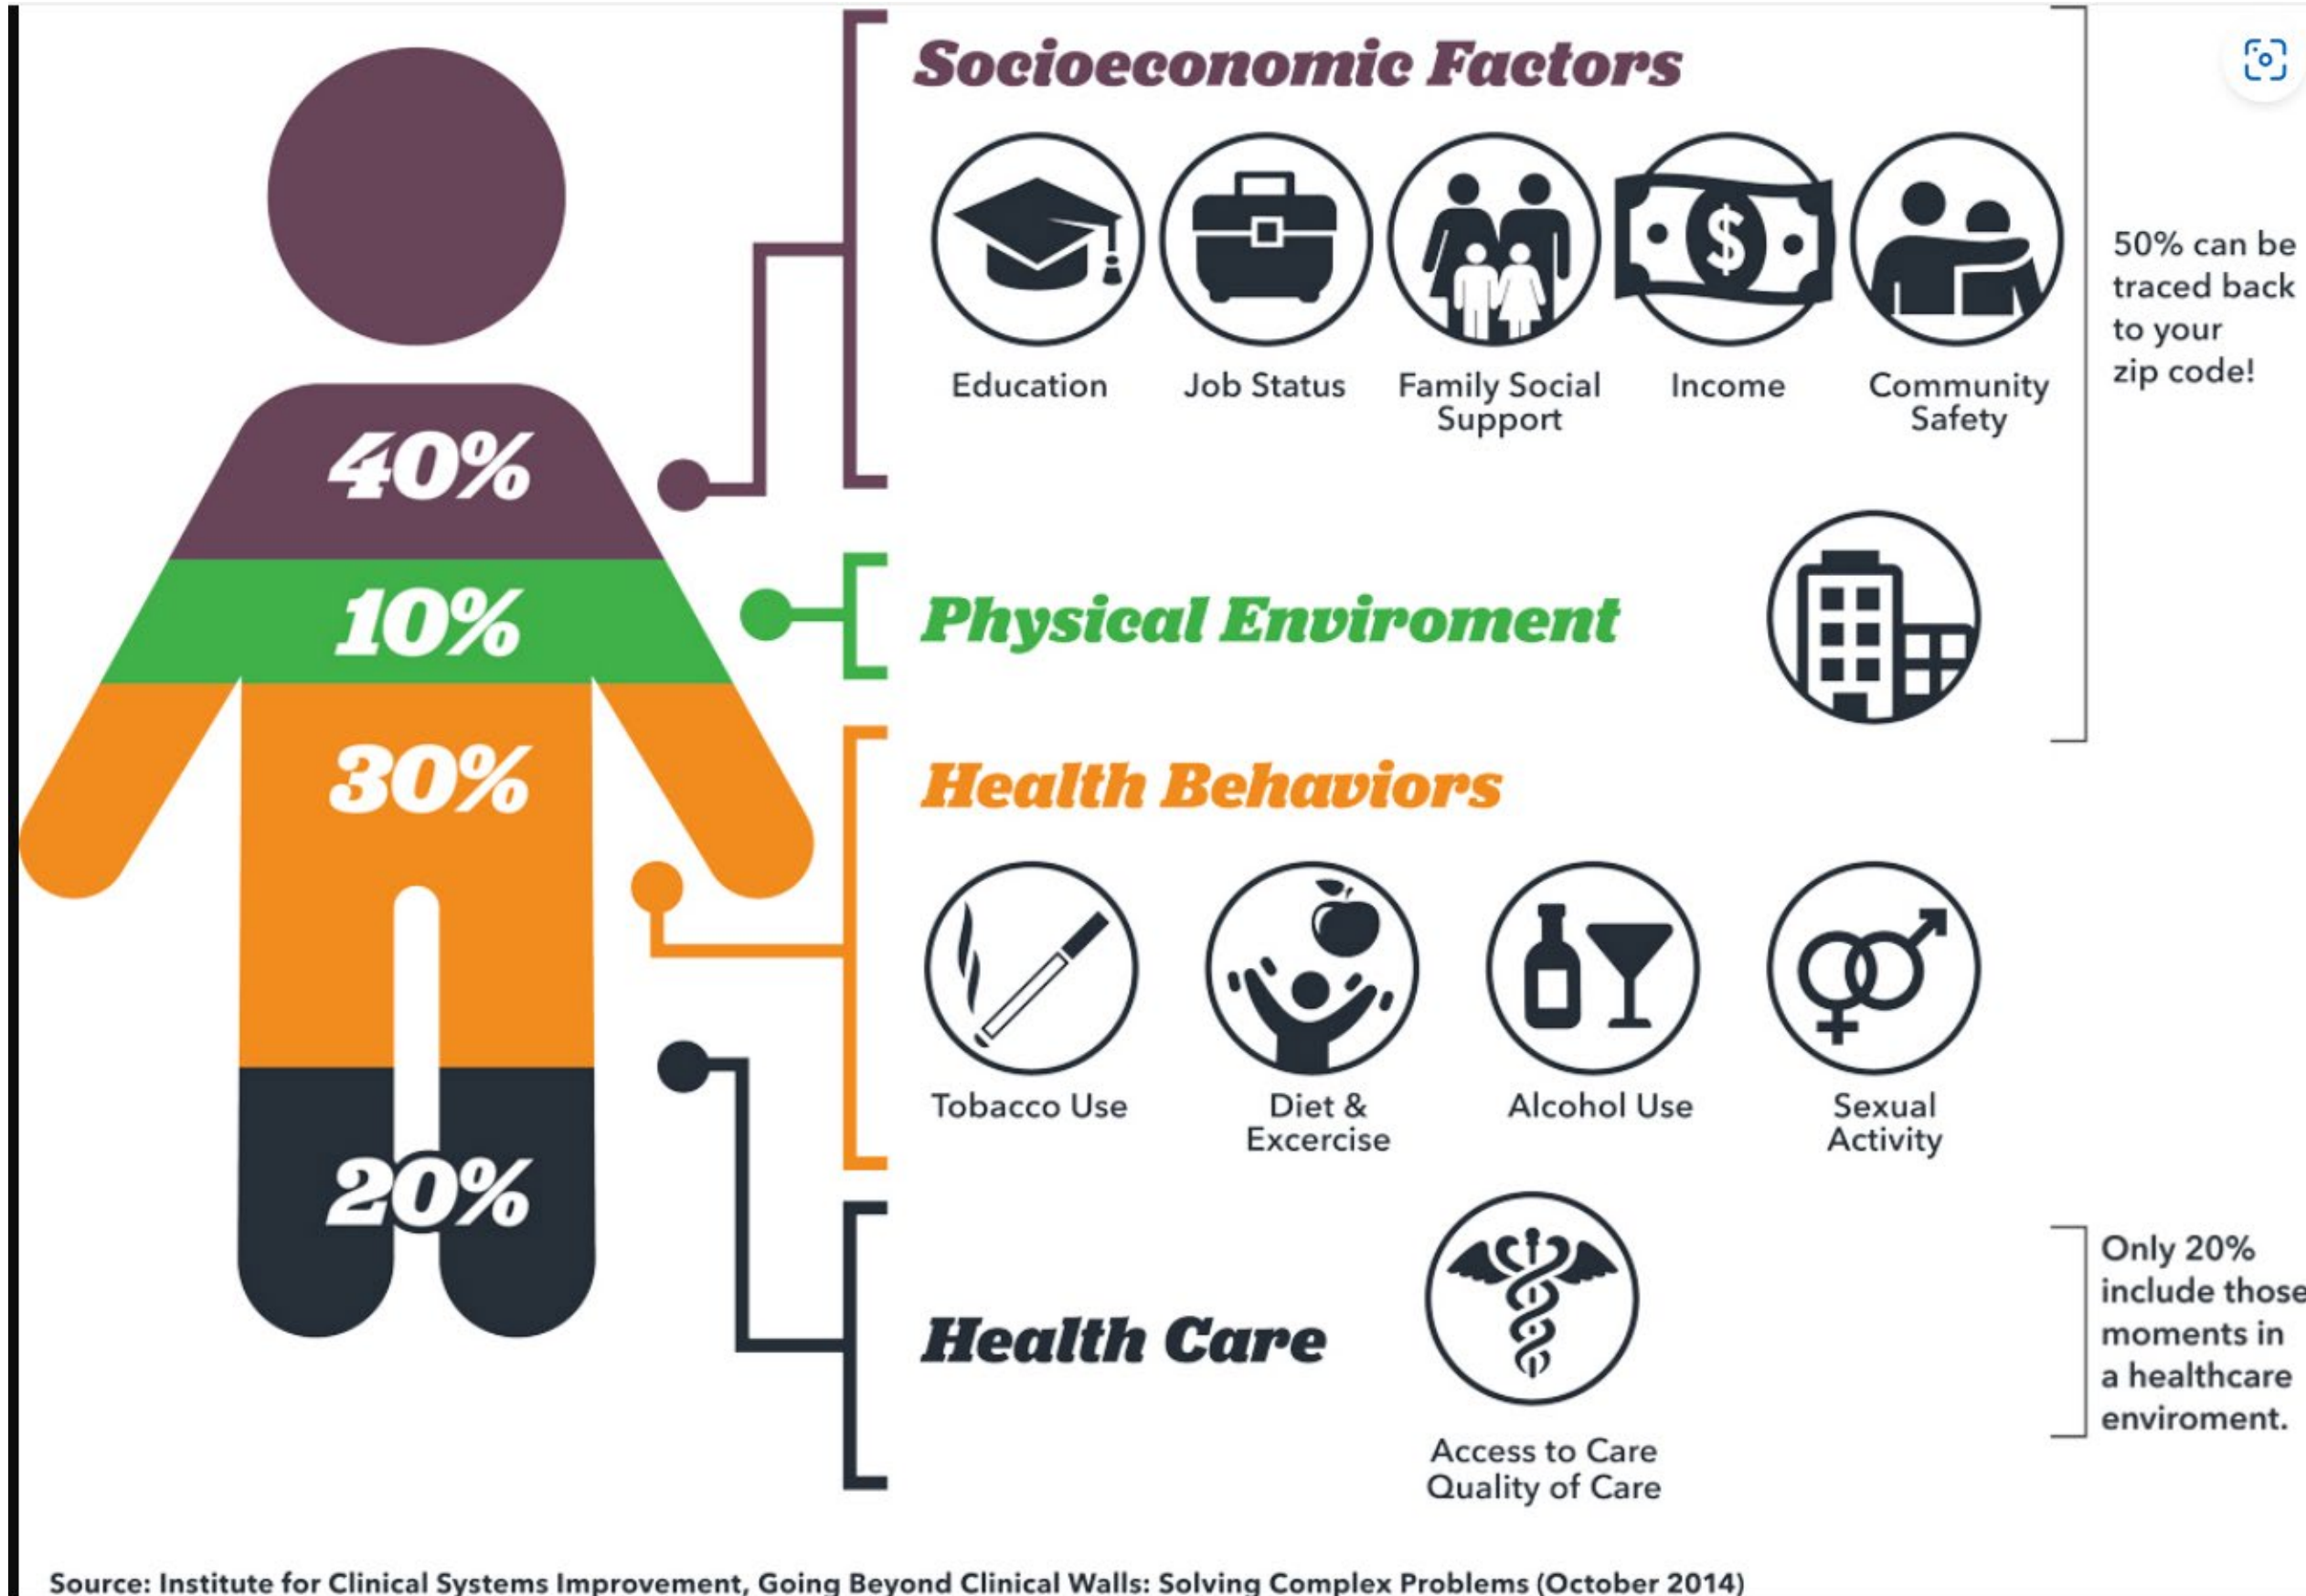 Socioeconomic Factors
Education
Job Status
Family Social
Support
Income
Community
Safety
50% can be
traced back
to your
zip code!
40%
10%
Physical Enviroment
30%
Health Behaviors
Tobacco Use
Diet &
Excercise
Alcohol Use
Sexual
Activity
20%
Health Care
Access to Care
Quality of Care
Only 20%
include those
moments in
a healthcare
enviroment.
Source: Institute for Clinical Systems Improvement, Going Beyond Clinical Walls: Solving Complex Problems (October 2014)